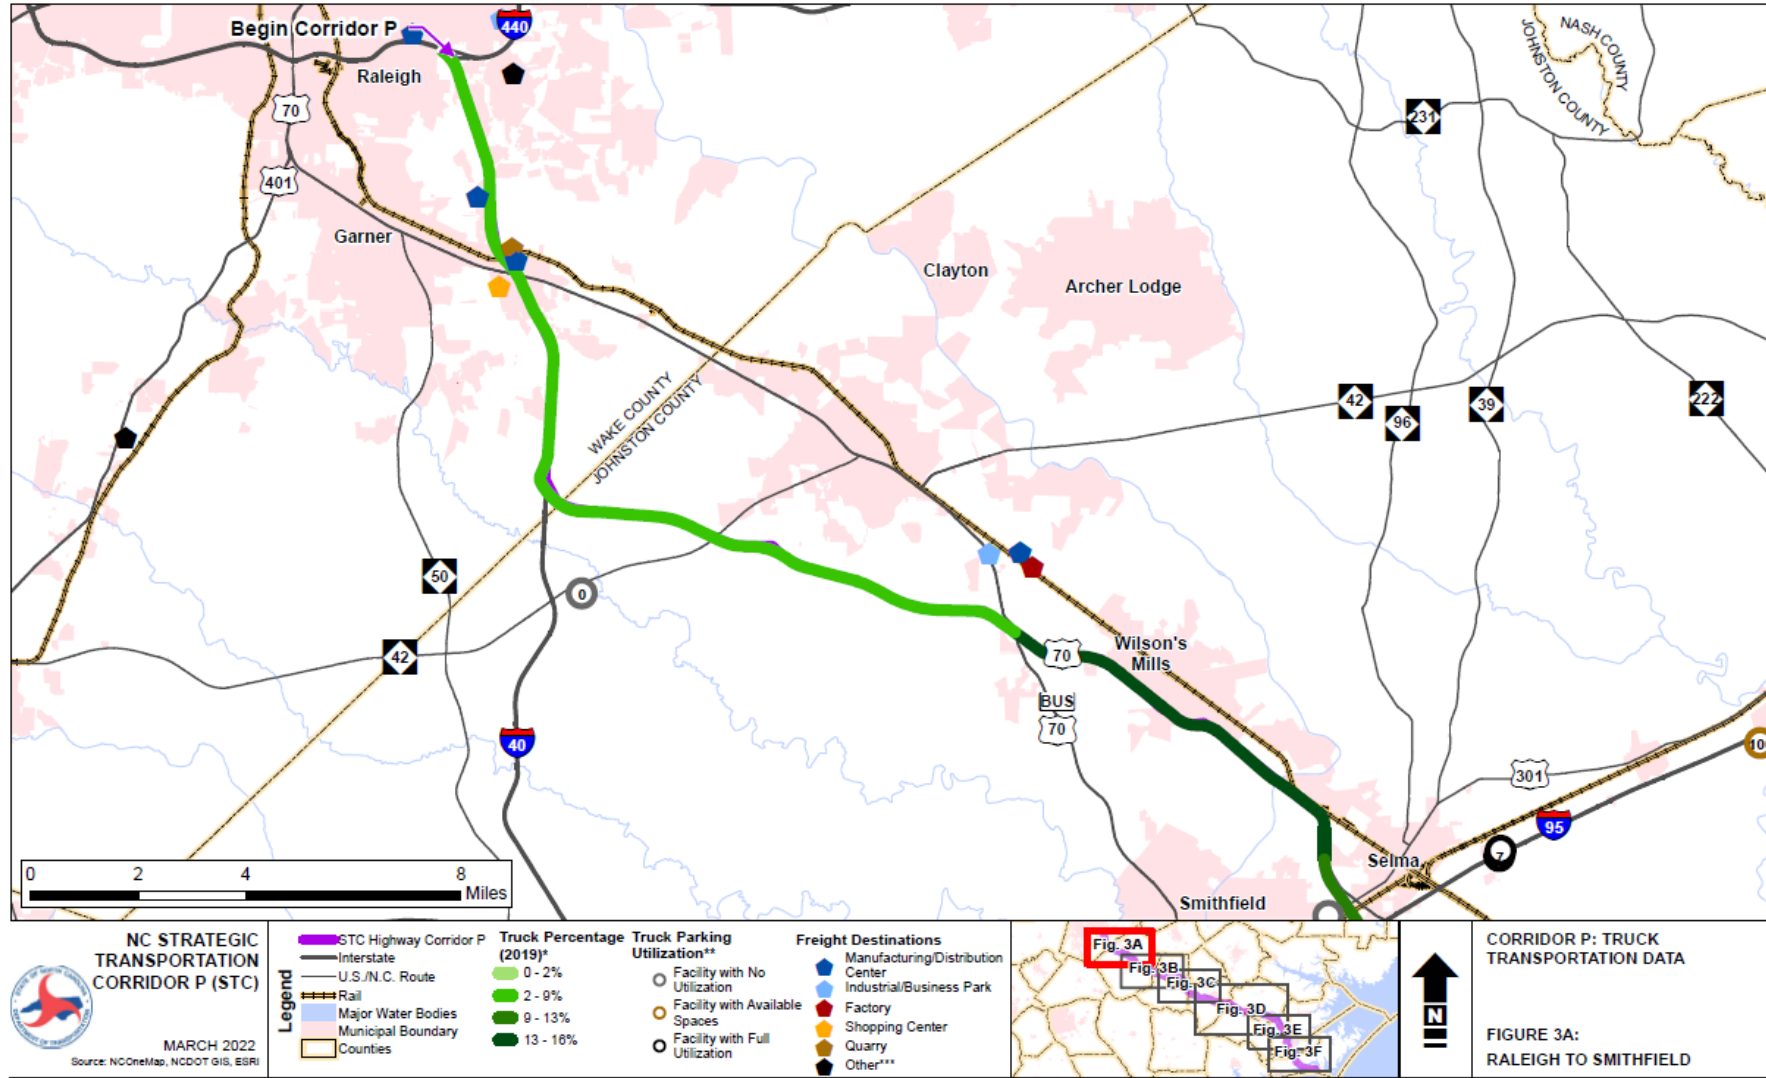 Begin Corridor P
440
Raleigh
70
401
Garner
NASH COUNTY
JOHNSTON COUNTY
231
Clayton
Archer Lodge
WAKE COUNTY
JOHNSTON COUNTY
42
96
39
222
50
0
42
70
Wilson's
Mills
BUS
70
40
301
95
7
Selma
Smithfield
0 2 4 8
Miles
NC STRATEGIC
TRANSPORTATION
CORRIDOR P (STC)
MARCH 2022
Source: NCOneMap, NCDOT GIS, ESRI
Legend
STC Highway Corridor P
Interstate
U.S./N.C. Route
Rail
Major Water Bodies
Municipal Boundary
Counties
Truck Percentage
(2019)*
0 - 2%
2 - 9%
9 - 13%
13 - 16%
Truck Parking
Utilization**
Facility with No
Utilization
Facility with Available
Spaces
Facility with Full
Utilization
Freight Destinations
Manufacturing/Distribution
Center
Industrial/Business Park
Factory
Shopping Center
Quarry
Other***
Fig. 3A
Fig. 3B
Fig. 3C
Fig. 3D
Fig. 3E
Fig. 3F
N
CORRIDOR P: TRUCK
TRANSPORTATION DATA
FIGURE 3A:
RALEIGH TO SMITHFIELD